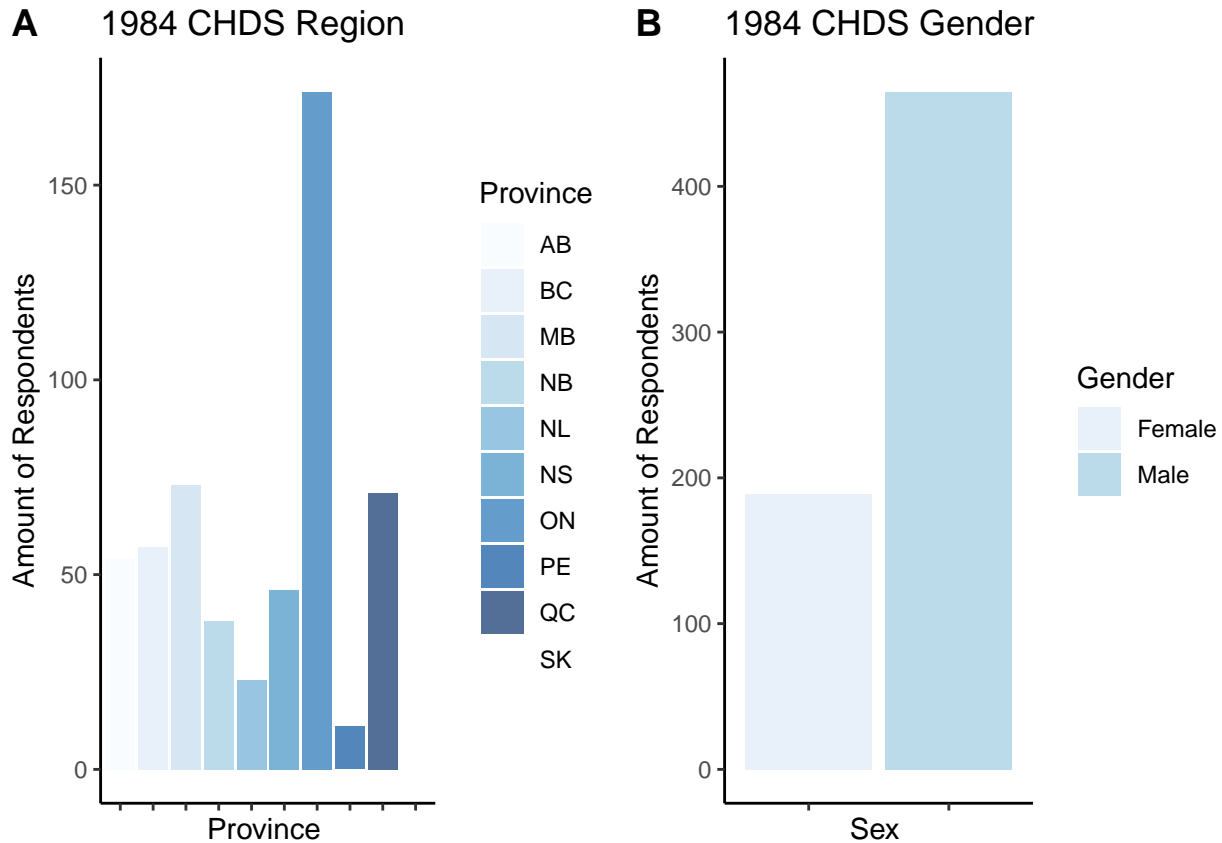 A 1984 CHDS Region
Amount of Respondents
150
100
50
0
Province
Province
AB
BC
MB
NB
NL
NS
ON
PE
QC
SK
B 1984 CHDS Gender
Amount of Respondents
400
300
200
100
0
Sex
Gender
Female
Male